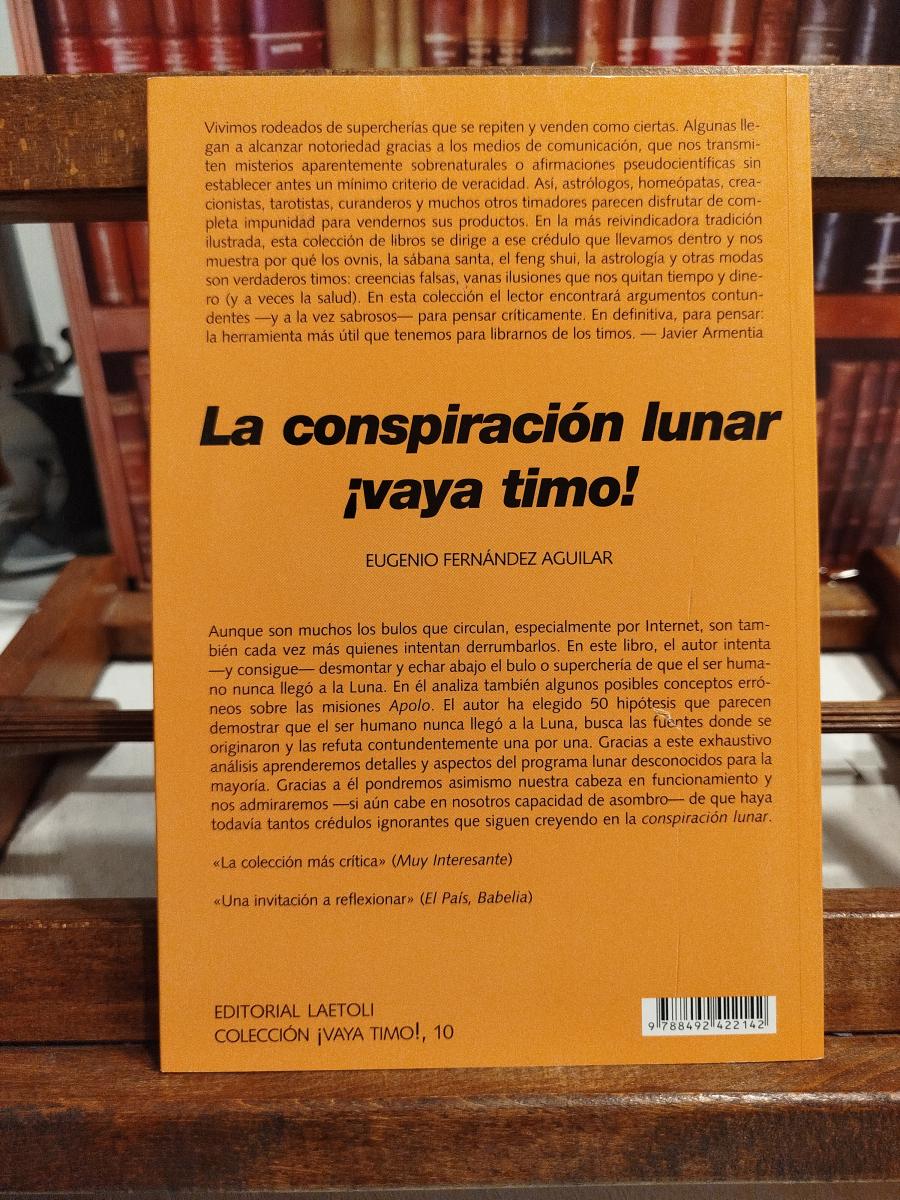 Vivimos rodeados de supercherías que se repiten y venden como ciertas. Algunas lle-
gan a alcanzar notoriedad gracias a los medios de comunicación, que nos transmi-
ten misterios aparentemente sobrenaturales o afirmaciones pseudocientíficas sin
establecer antes un mínimo criterio de veracidad. Así, astrólogos, homeópatas, crea-
cionistas, tarotistas, curanderos y muchos otros timadores parecen disfrutar de com-
pleta impunidad para vendernos sus productos. En la más reivindicadora tradición
ilustrada, esta colección de libros se dirige a ese crédulo que llevamos dentro y nos
muestra por qué los ovnis, la sábana santa, el feng shui, la astrología y otras modas
son verdaderos timos: creencias falsas, vanas ilusiones que nos quitan tiempo y dine-
ro (y a veces la salud). En esta colección el lector encontrará argumentos contun-
dentes —y a la vez sabrosos— para pensar críticamente. En definitiva, para pensar:
la herramienta más útil que tenemos para librarnos de los timos. — Javier Armentia
La conspiración lunar
¡vaya timo!
EUGENIO FERNÁNDEZ AGUILAR
Aunque son muchos los bulos que circulan, especialmente por Internet, son tam-
bién cada vez más quienes intentan derrumbarlos. En este libro, el autor intenta
—y consigue— desmontar y echar abajo el bulo o superchería de que el ser huma-
no nunca llegó a la Luna. En él analiza también algunos posibles conceptos erró-
neos sobre las misiones Apolo. El autor ha elegido 50 hipótesis que parecen
demostrar que el ser humano nunca llegó a la Luna, busca las fuentes donde se
originaron y las refuta contundentemente una por una. Gracias a este exhaustivo
análisis aprenderemos detalles y aspectos del programa lunar desconocidos para la
mayoría. Gracias a él pondremos asimismo nuestra cabeza en funcionamiento y
nos admiraremos —si aún cabe en nosotros capacidad de asombro— de que haya
todavía tantos crédulos ignorantes que siguen creyendo en la conspiración lunar.
«La colección más crítica» (Muy Interesante)
«Una invitación a reflexionar» (El País, Babelia)
EDITORIAL LAETOLI
COLECCIÓN ¡VAYA TIMO!, 10
9 788492 422142